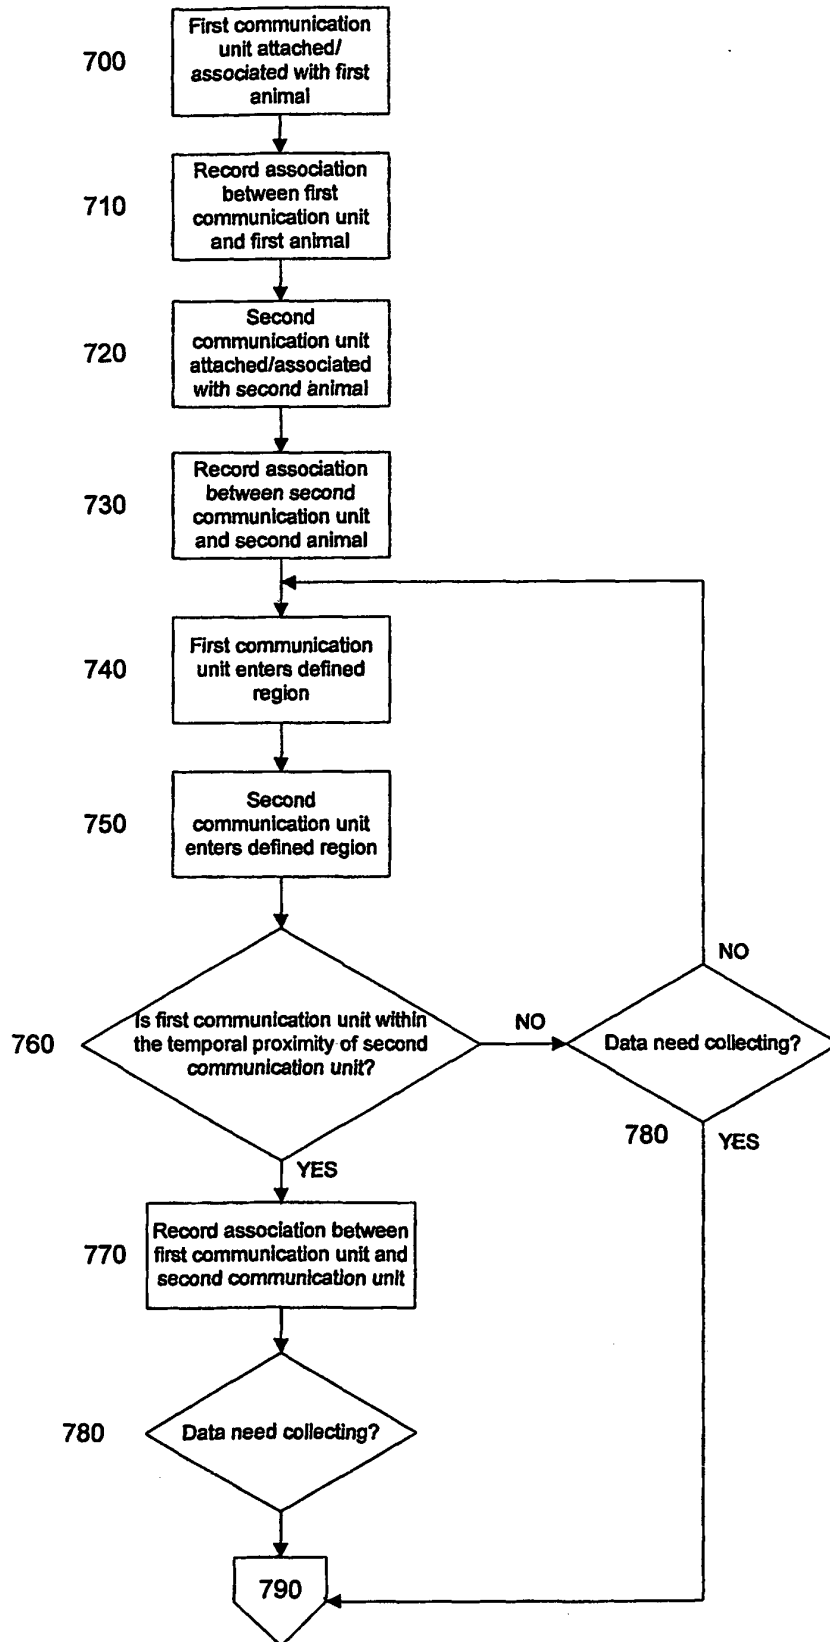 700
First communication
unit attached/
associated with first
animal
710
Record association
between first
communication unit
and first animal
720
Second
communication unit
attached/associated
with second animal
730
Record association
between second
communication unit
and second animal
740
First communication
unit enters defined
region
750
Second
communication unit
enters defined region
760
Is first communication unit within
the temporal proximity of second
communication unit?
NO
Data need collecting?
NO
780
YES
YES
770
Record association between
first communication unit and
second communication unit
780
Data need collecting?
790